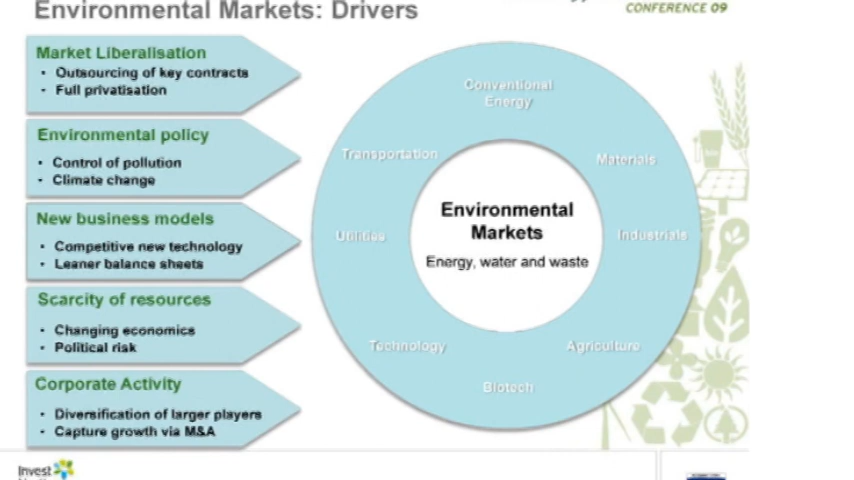 Environmental Markets: Drivers
CONFERENCE 09
Market Liberalisation
• Outsourcing of key contracts
• Full privatisation
Environmental policy
• Control of pollution
• Climate change
New business models
• Competitive new technology
• Leaner balance sheets
Scarcity of resources
• Changing economics
• Political risk
Corporate Activity
• Diversification of larger players
• Capture growth via M&A
Conventional
Energy
Transportation
Materials
Utilities
Industrials
Technology
Agriculture
Biotech
Environmental
Markets
Energy, water and waste
Invest